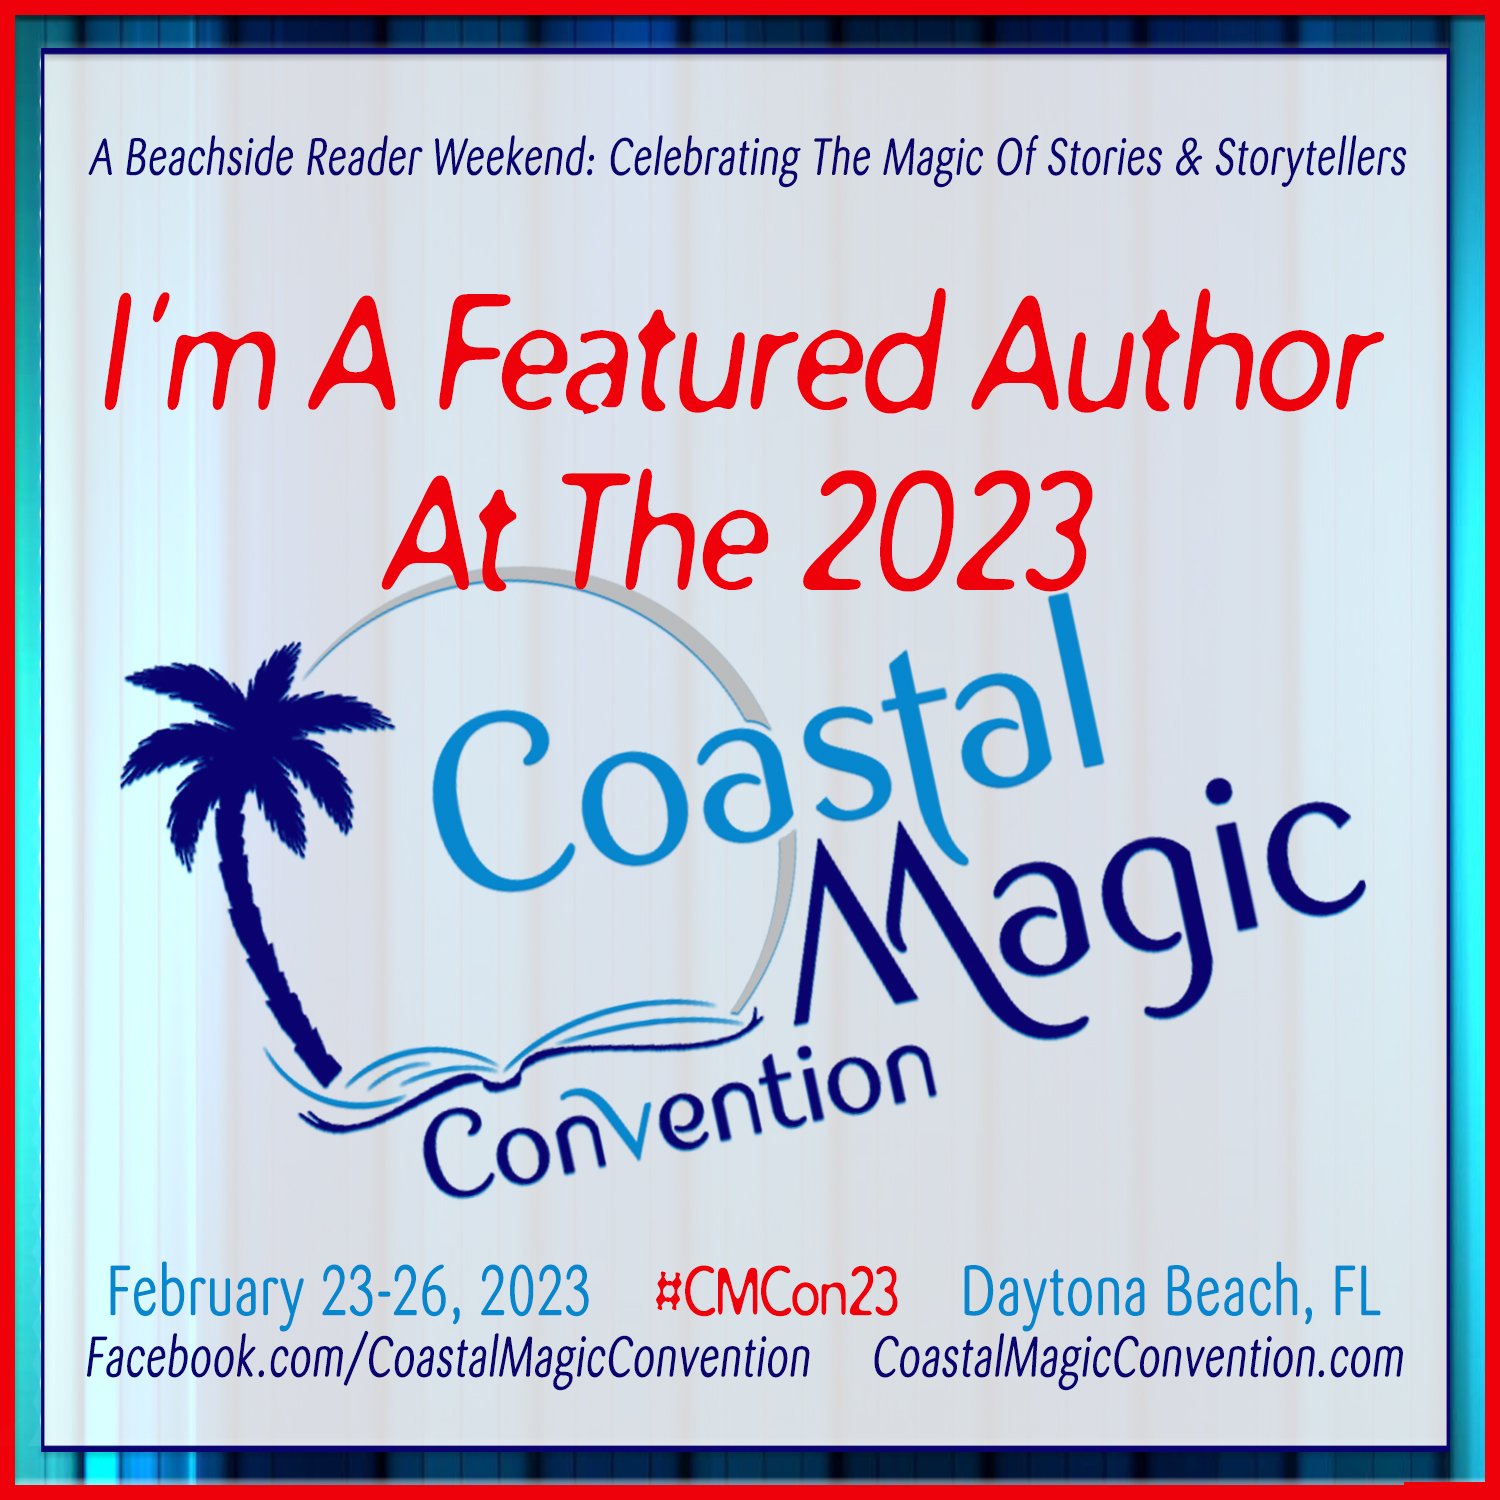 A Beachside Reader Weekend: Celebrating The Magic Of Stories & Storytellers
I'm A Featured Author
At The 2023
Coastal
Magic
Convention
February 23-26, 2023 #CMCon23 Daytona Beach, FL
Facebook.com/CoastalMagicConvention CoastalMagicConvention.com